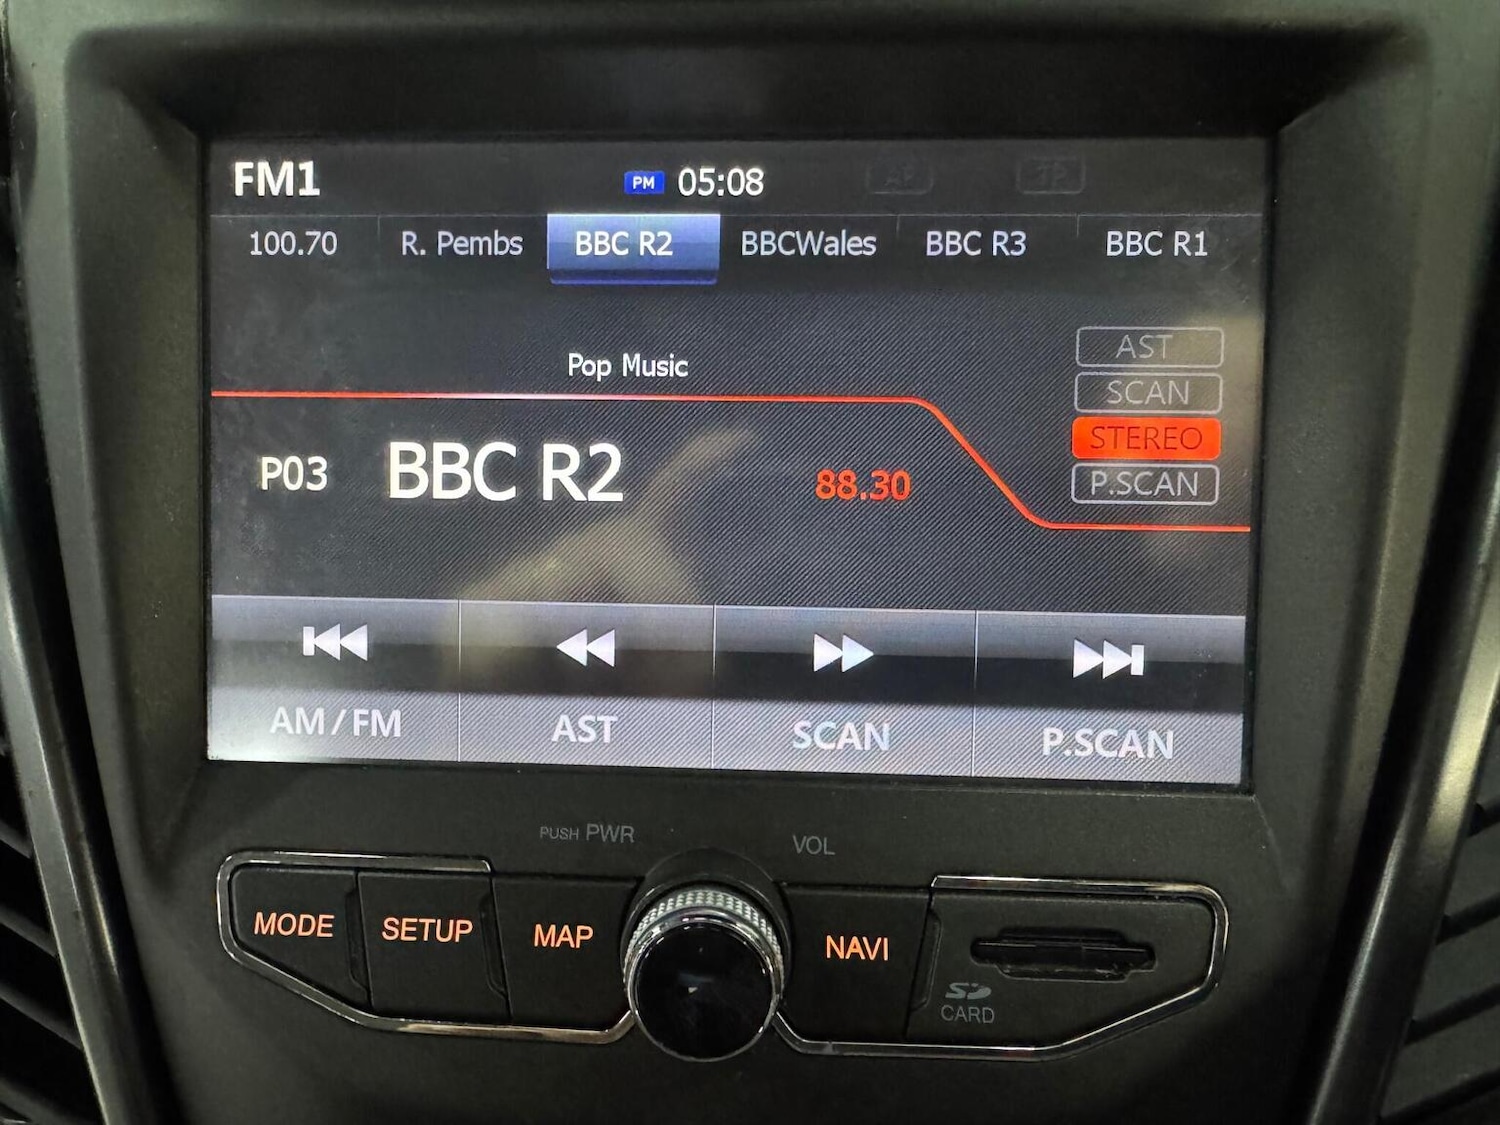 FM1 PM 05:08 AF TP
100.70 R. Pembs BBC R2 BBCWales BBC R3 BBC R1
Pop Music
AST
SCAN
STEREO
P.SCAN
P03 BBC R2 88.30
AM/FM AST SCAN P.SCAN
PUSH PWR VOL
MODE SETUP MAP NAVI
SD
CARD